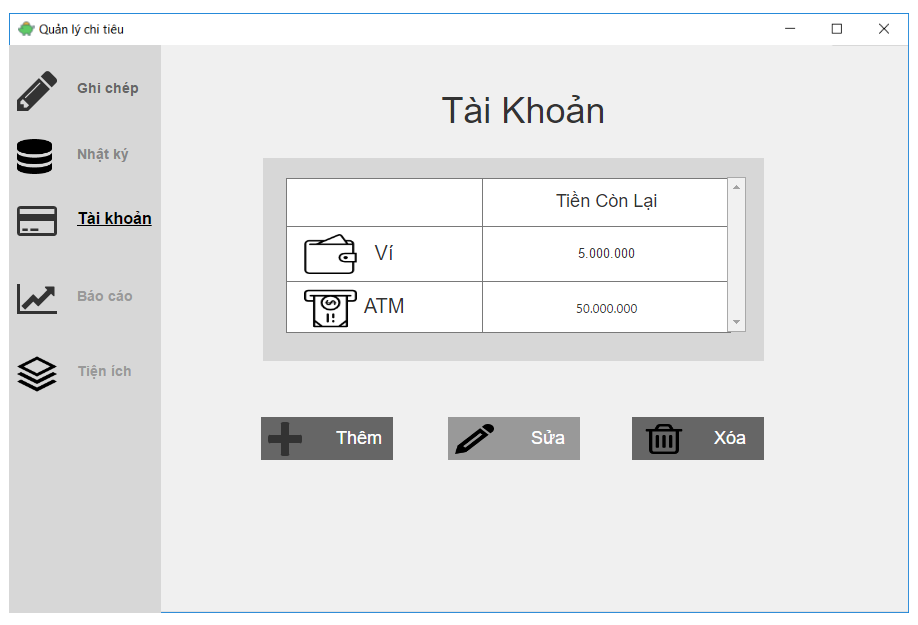 Quản lý chi tiêu
Ghi chép
Nhật ký
Tài khoản
Báo cáo
Tiện ích
Tài Khoản
Tiền Còn Lại
Ví 5.000.000
ATM 50.000.000
Thêm Sửa Xóa